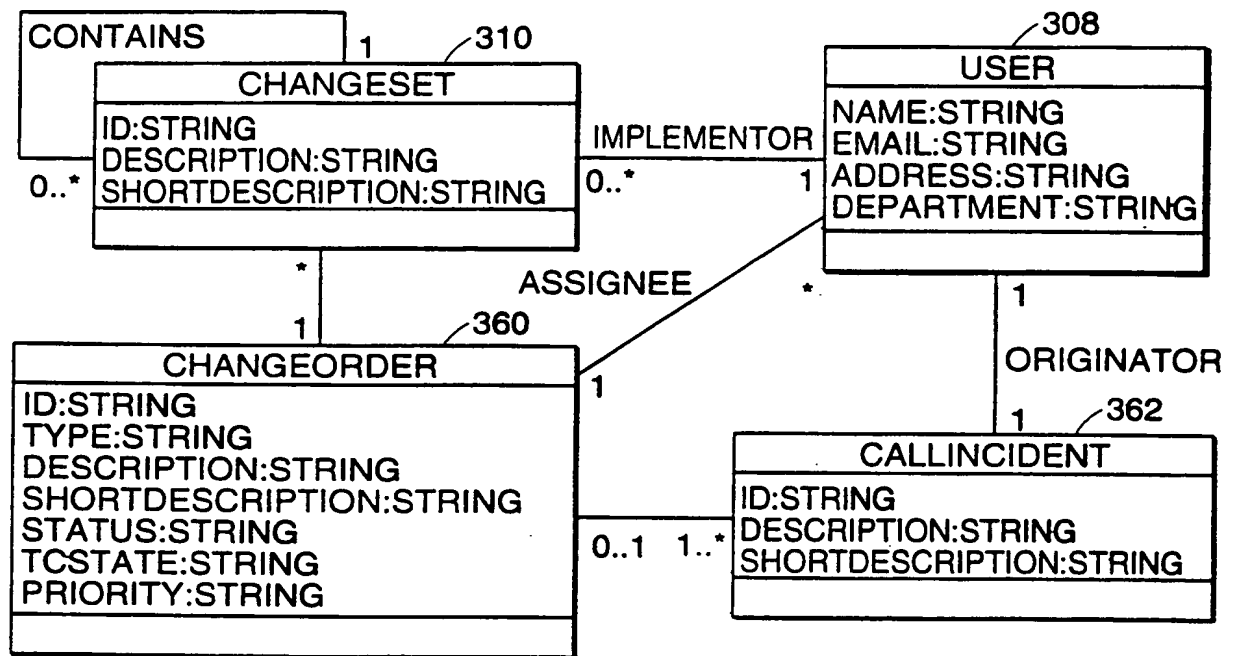 CONTAINS
1
310
CHANGESET
ID:STRING
DESCRIPTION:STRING
SHORTDESCRIPTION:STRING
0..*
308
USER
NAME:STRING
EMAIL:STRING
ADDRESS:STRING
DEPARTMENT:STRING
IMPLEMENTOR
0..*
1
*
1
ASSIGNEE
*
1
1
ORIGINATOR
1
360
CHANGEORDER
ID:STRING
TYPE:STRING
DESCRIPTION:STRING
SHORTDESCRIPTION:STRING
STATUS:STRING
TCSTATE:STRING
PRIORITY:STRING
0..1
1..*
362
CALLINCIDENT
ID:STRING
DESCRIPTION:STRING
SHORTDESCRIPTION:STRING